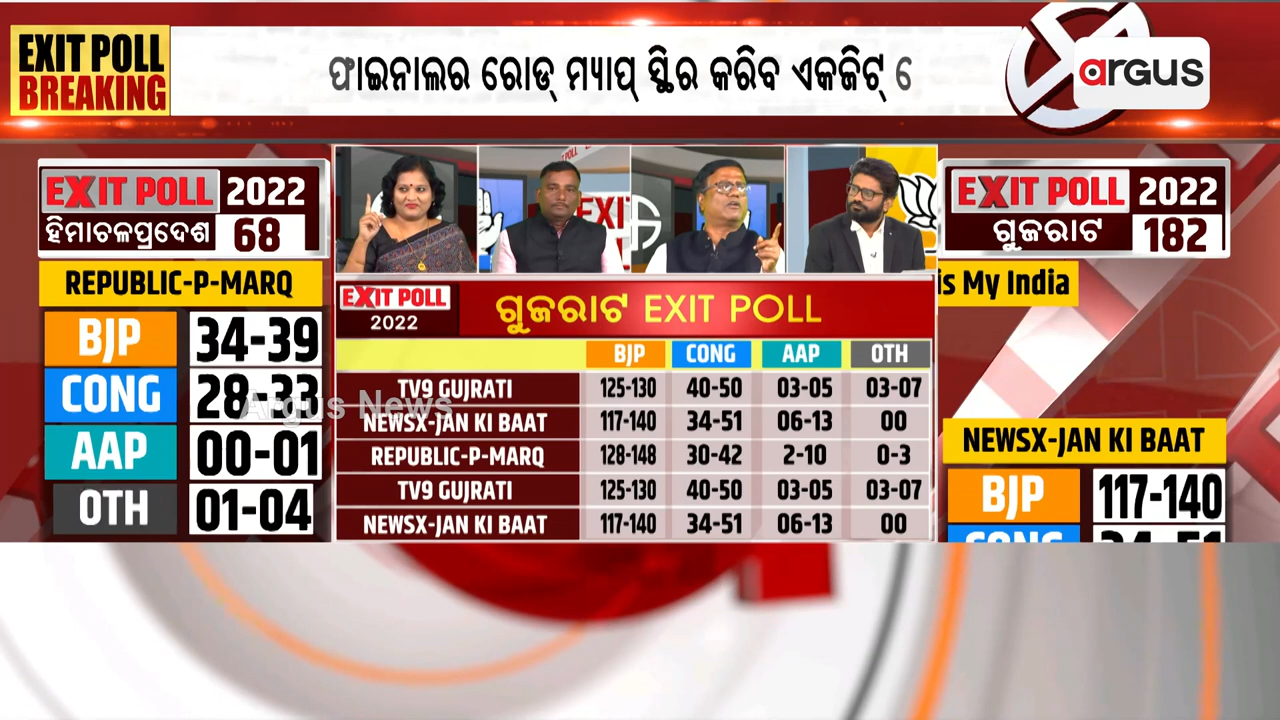 EXIT POLL
BREAKING
ଫାଇନାଲର ରୋଡ୍ ମ୍ୟାପ୍ ସ୍ଥିର କରିବ ଏକଜିଟ୍
argus
EXIT POLL 2022
ହିମାଚଳପ୍ରଦେଶ 68
REPUBLIC-P-MARQ
BJP 34-39
CONG 28-33
AAP 00-01
OTH 01-04
EXIT
EXIT POLL
2022
ଗୁଜରାଟ EXIT POLL
BJP CONG AAP OTH
TV9 GUJRATI 125-130 40-50 03-05 03-07
NEWSX-JAN KI BAAT 117-140 34-51 06-13 00
REPUBLIC-P-MARQ 128-148 30-42 2-10 0-3
TV9 GUJRATI 125-130 40-50 03-05 03-07
NEWSX-JAN KI BAAT 117-140 34-51 06-13 00
Argus News
EXIT POLL 2022
ଗୁଜରାଟ 182
is My India
NEWSX-JAN KI BAAT
BJP 117-140
CONG 34-51